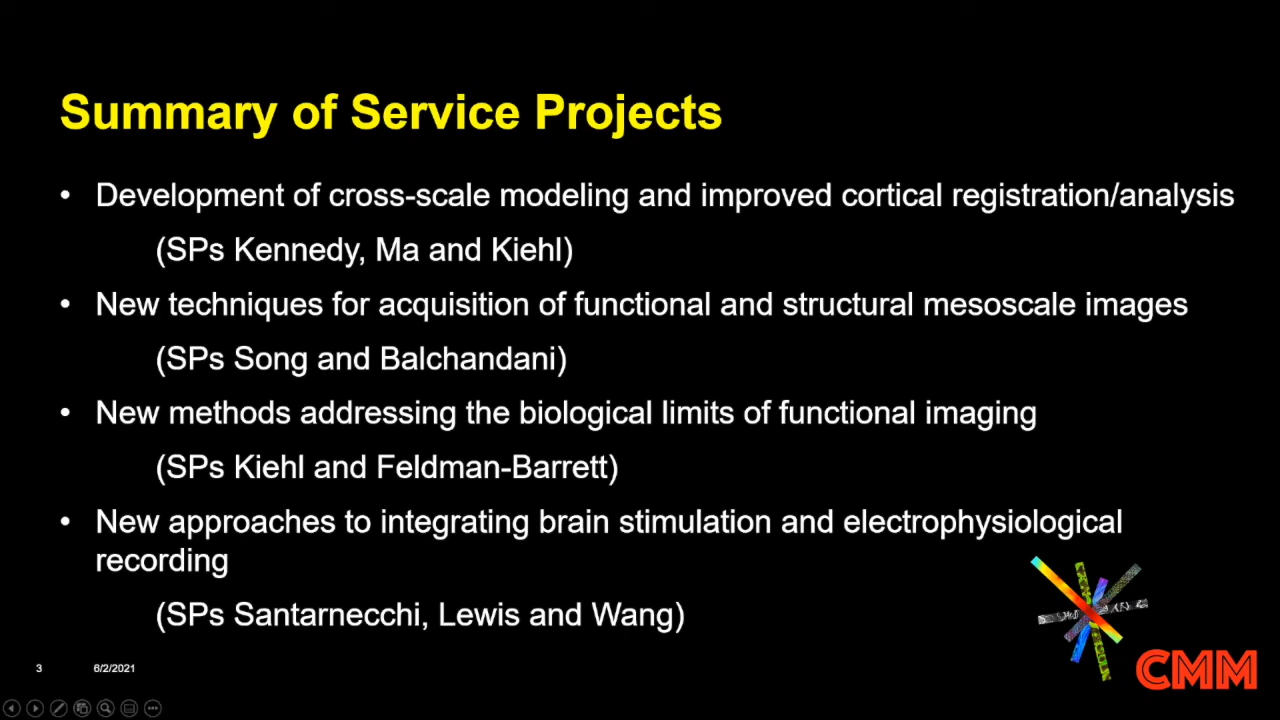 Summary of Service Projects
• Development of cross-scale modeling and improved cortical registration/analysis
(SPs Kennedy, Ma and Kiehl)
• New techniques for acquisition of functional and structural mesoscale images
(SPs Song and Balchandani)
• New methods addressing the biological limits of functional imaging
(SPs Kiehl and Feldman-Barrett)
• New approaches to integrating brain stimulation and electrophysiological
recording
(SPs Santarnecchi, Lewis and Wang)
3 6/2/2021
CMM